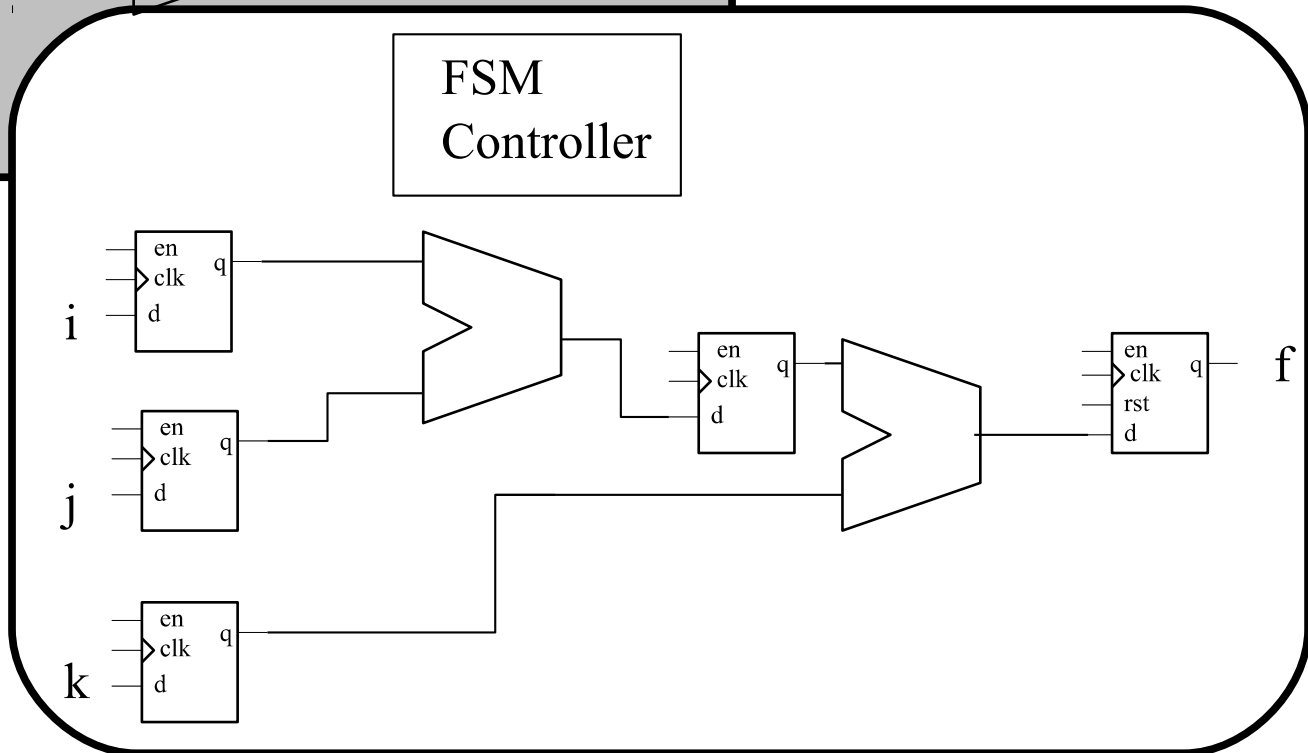 FSM
Controller
en
q
clk
d
i
en
q
clk
d
j
en
q
clk
d
k
en
q
clk
d
en
q
clk
rst
d
f